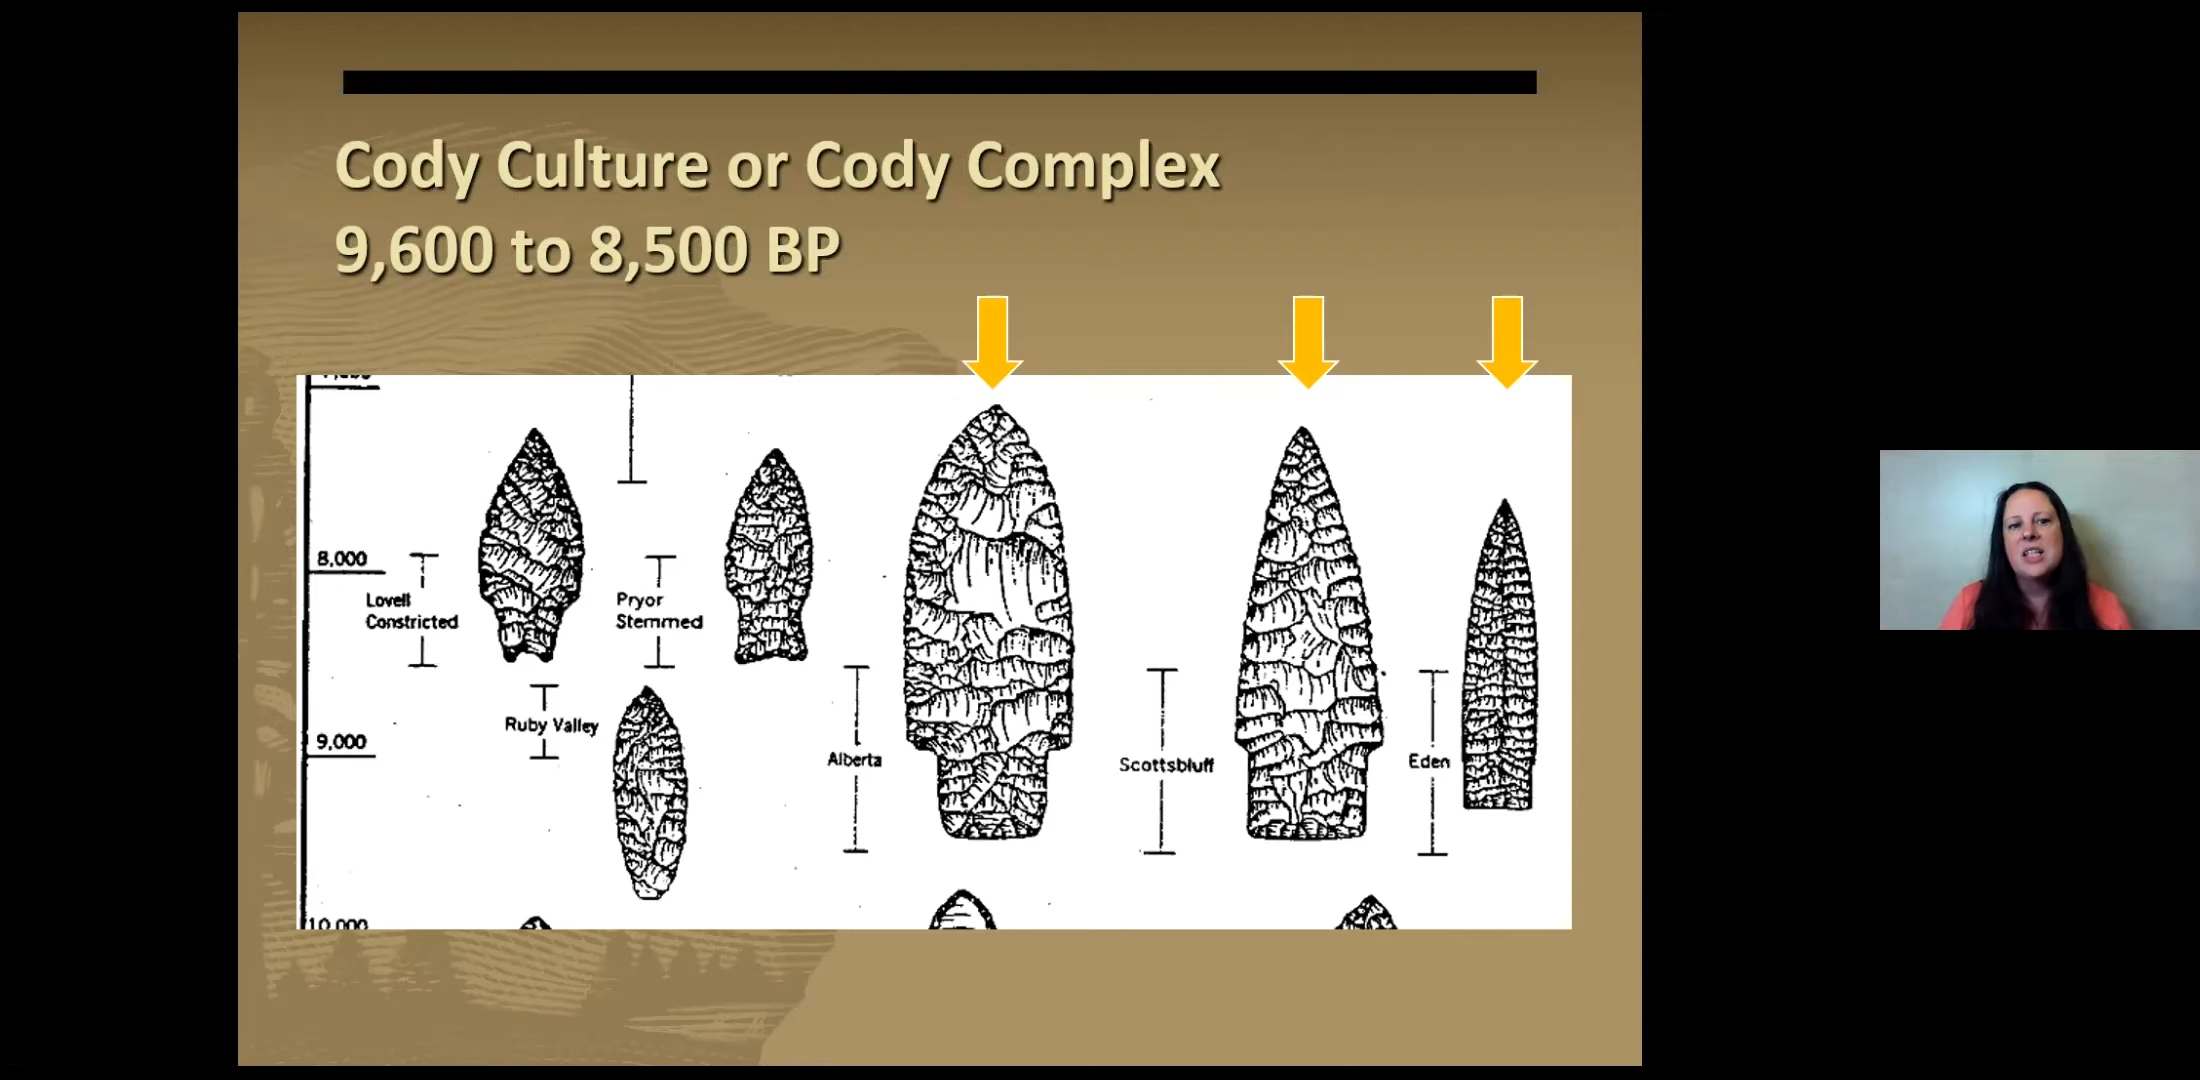 Cody Culture or Cody Complex
9,600 to 8,500 BP
8,000
Lovell
Constricted
Pryor
Stemmed
Ruby Valley
9,000
Alberta
Scottsbluff
Eden
10,000